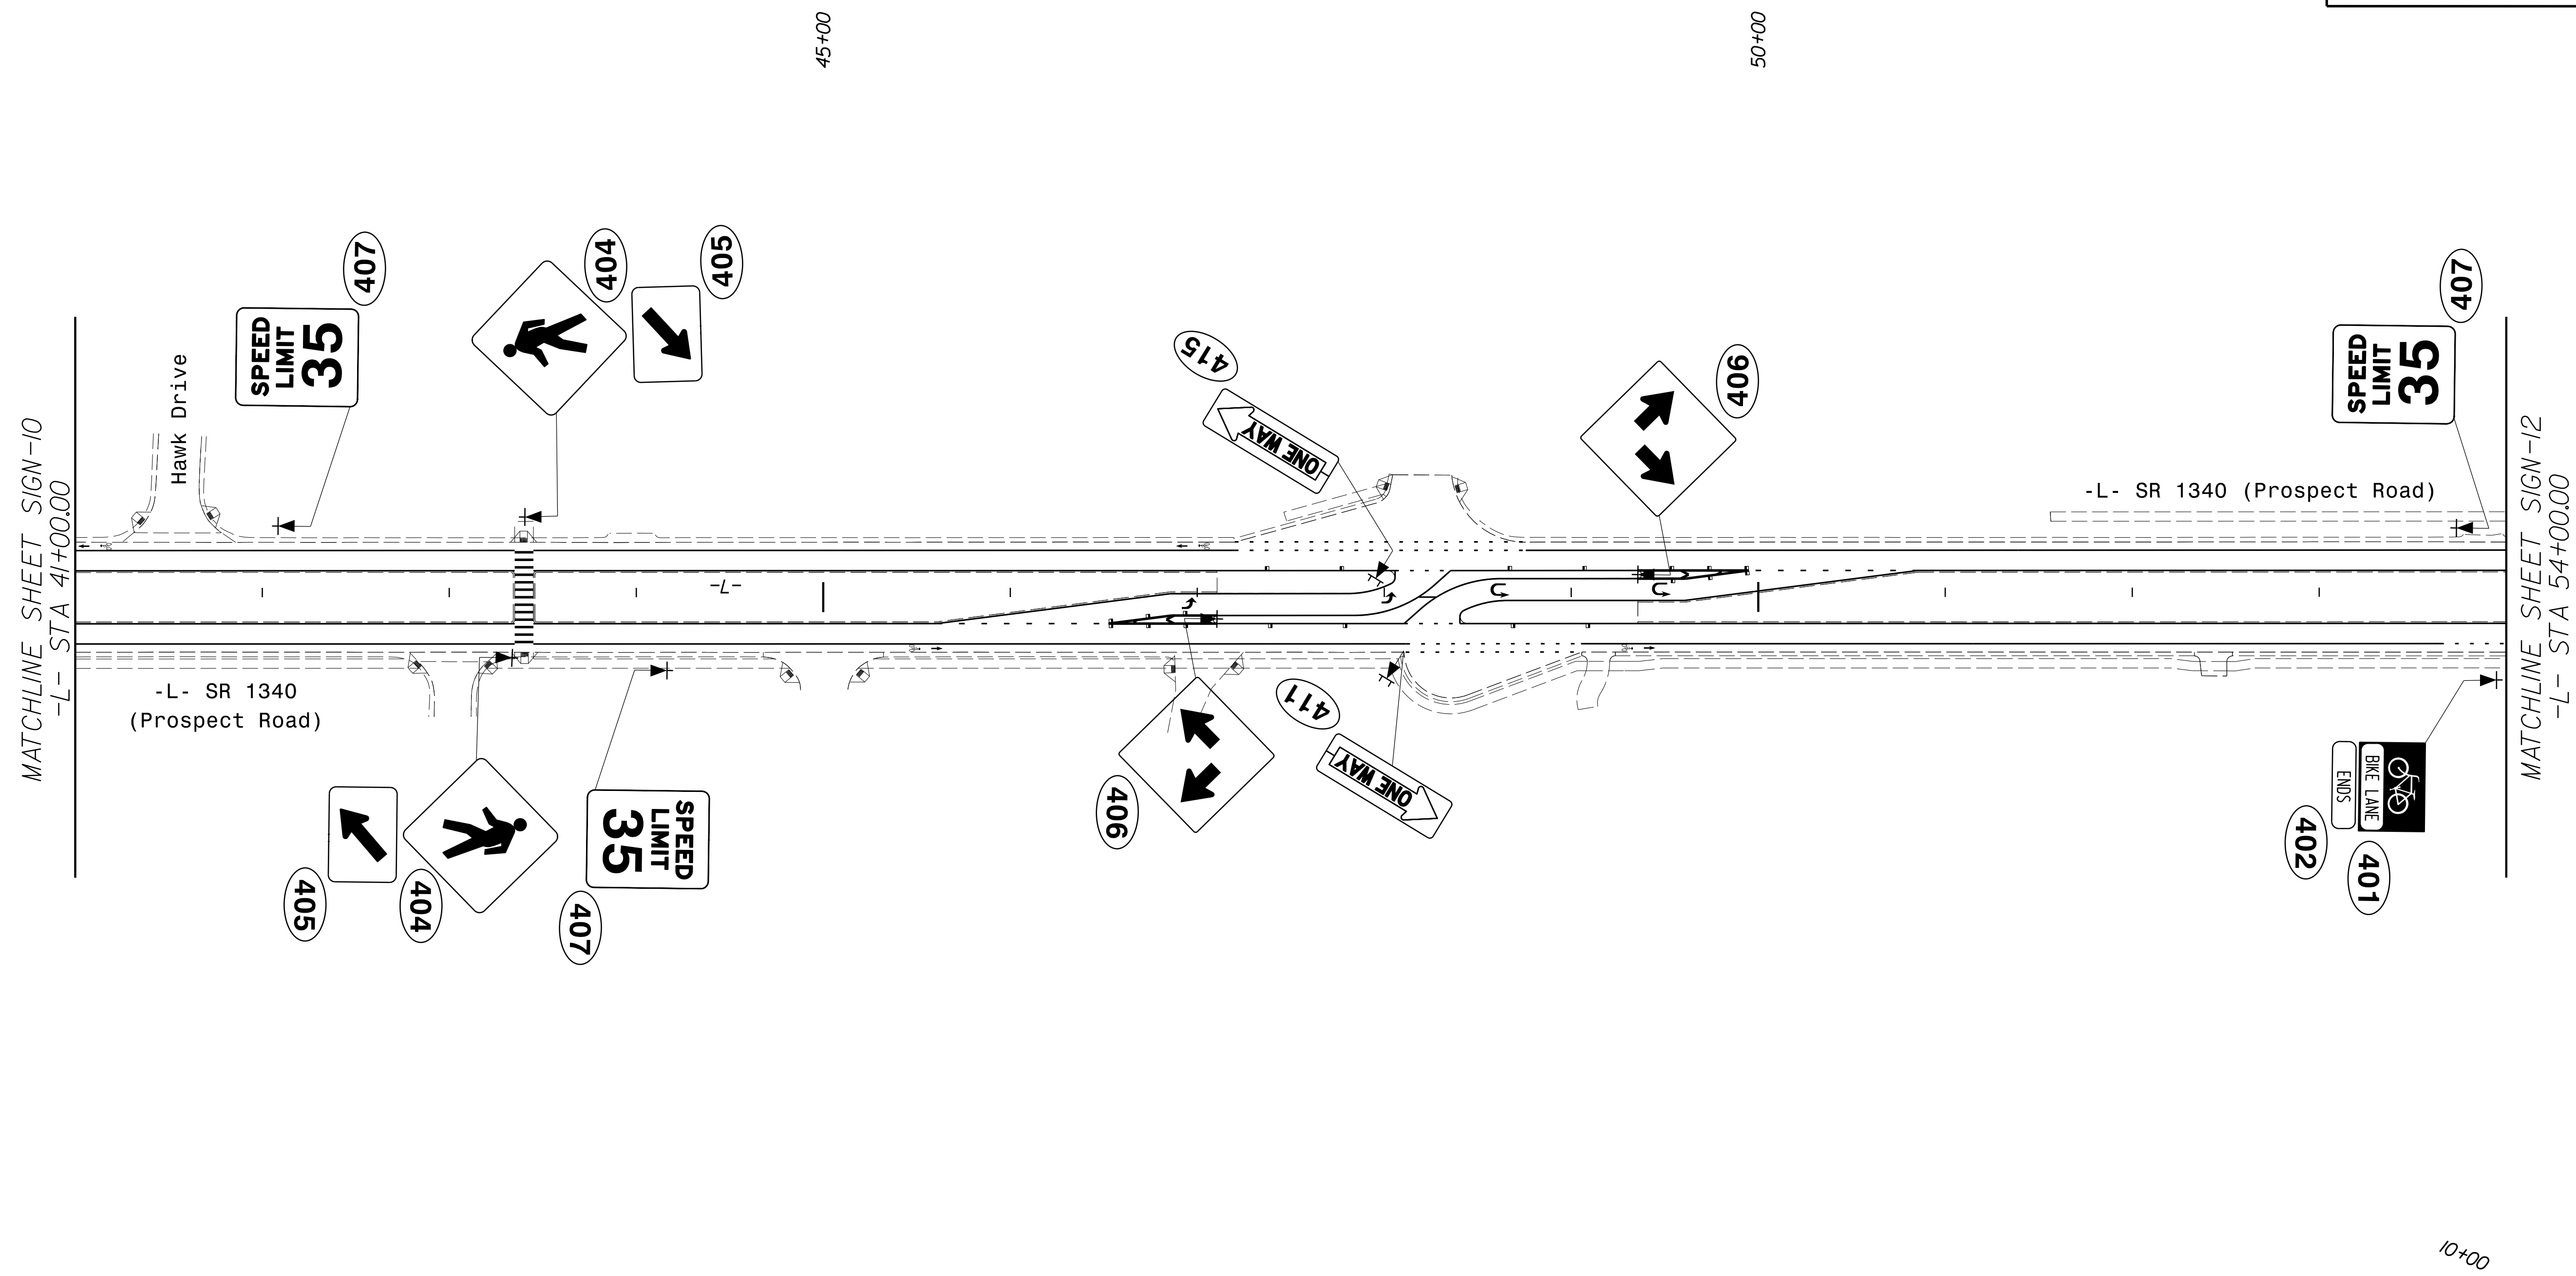 45+00
50+00
407
404
405
SPEED
LIMIT
35
Hawk Drive
415
ONE WAY
406
407
SPEED
LIMIT
35
MATCHLINE SHEET SIGN-10
-L- STA 41+00.00
-L- SR 1340 (Prospect Road)
MATCHLINE SHEET SIGN-12
-L- STA 54+00.00
-L-
-L- SR 1340
(Prospect Road)
405
404
SPEED
LIMIT
35
407
406
411
ONE WAY
BIKE LANE
ENDS
402
401
10+00